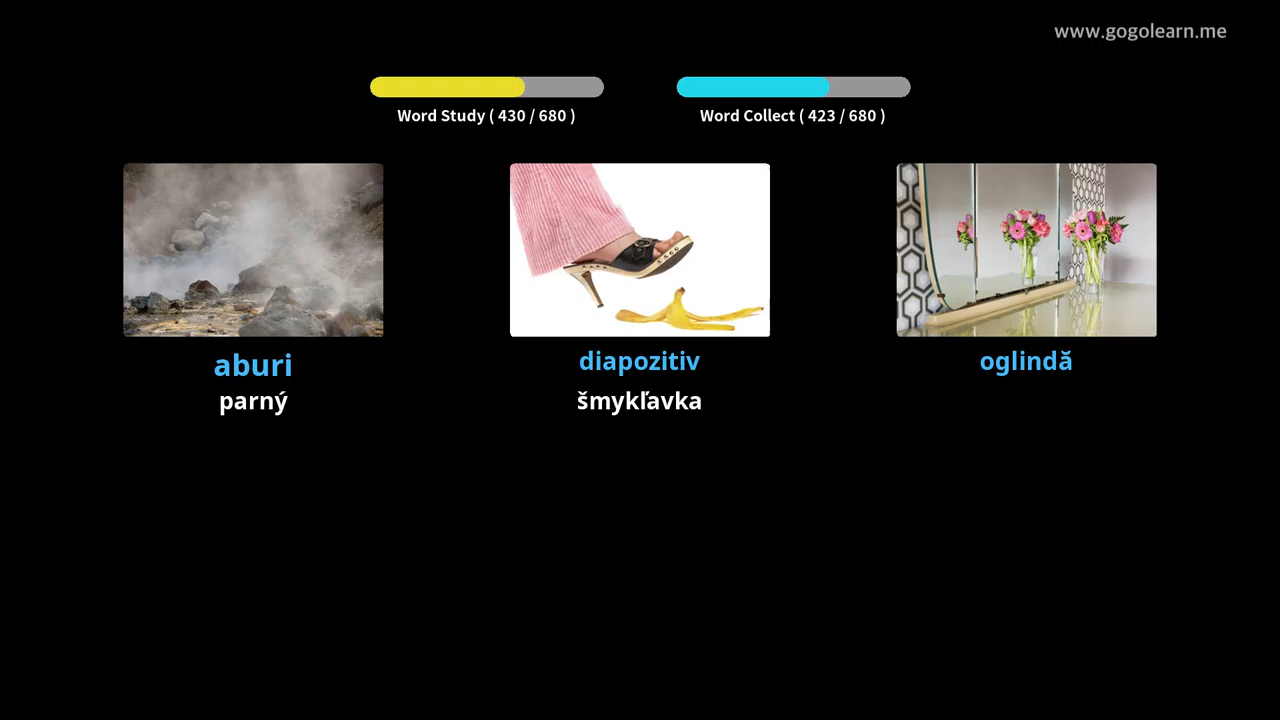 www.gogolearn.me
Word Study ( 430 / 680 )
Word Collect ( 423 / 680 )
aburi
diapozitiv
oglindă
parný
šmykľavka